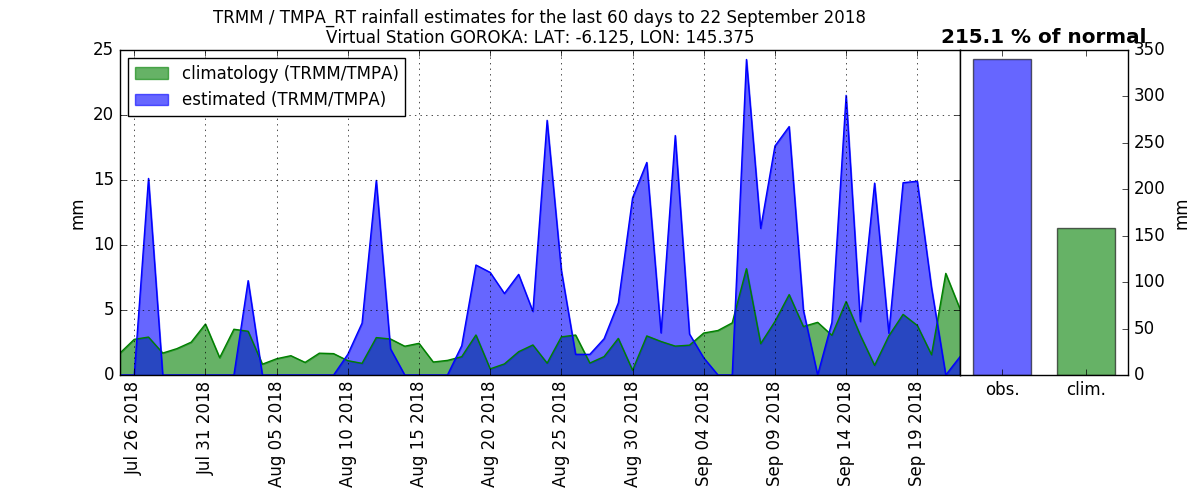 TRMM / TMPA_RT rainfall estimates for the last 60 days to 22 September 2018
Virtual Station GOROKA: LAT: -6.125, LON: 145.375
215.1 % of normal
climatology (TRMM/TMPA)
estimated (TRMM/TMPA)
25
20
15
10
5
0
mm
Jul 26 2018
Jul 31 2018
Aug 05 2018
Aug 10 2018
Aug 15 2018
Aug 20 2018
Aug 25 2018
Aug 30 2018
Sep 04 2018
Sep 09 2018
Sep 14 2018
Sep 19 2018
350
300
250
200
150
100
50
0
mm
obs.
clim.